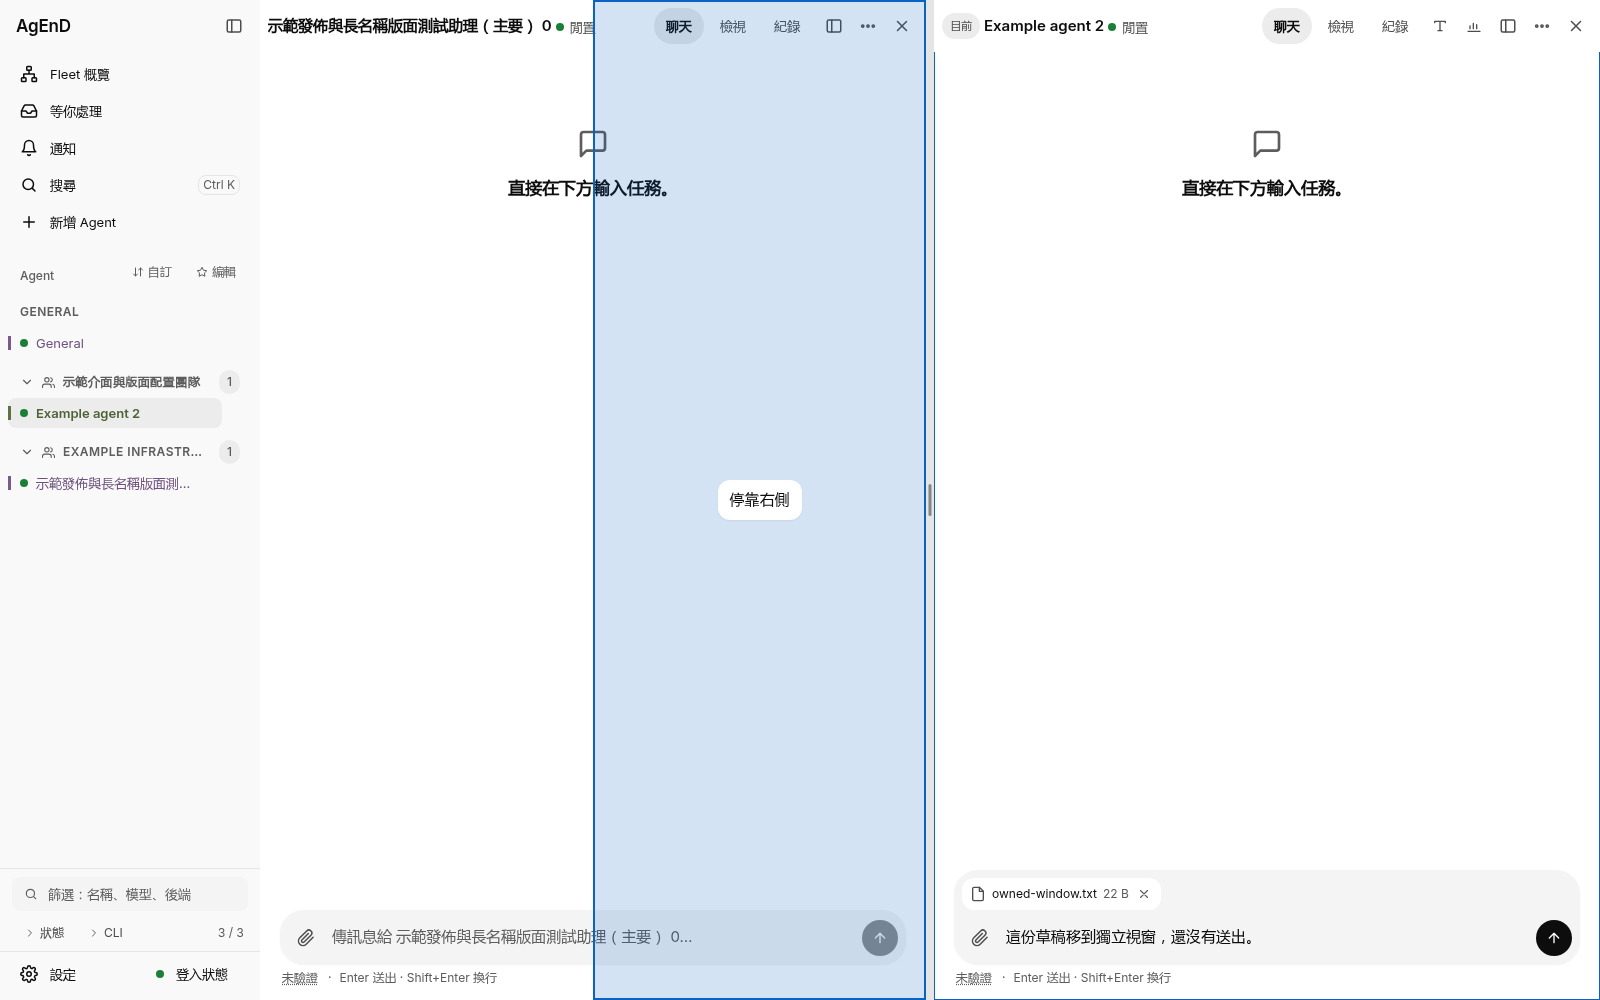 AgEnD
Fleet 概覽
等你處理
通知
搜尋 Ctrl K
新增 Agent
Agent 自訂 編輯
GENERAL
General
示範介面與版面配置團隊 1
Example agent 2
EXAMPLE INFRASTR... 1
示範發佈與長名稱版面測...
篩選：名稱、模型、後端
狀態 CLI 3 / 3
設定 登入狀態
示範發佈與長名稱版面測試助理（主要）0 閒置 聊天 檢視 紀錄
直接在下方輸入任務。
停靠右側
傳訊息給 示範發佈與長名稱版面測試助理（主要）0...
未驗證 · Enter 送出 · Shift+Enter 換行
目前 Example agent 2 閒置 聊天 檢視 紀錄
直接在下方輸入任務。
owned-window.txt 22 B
這份草稿移到獨立視窗，還沒有送出。
未驗證 · Enter 送出 · Shift+Enter 換行